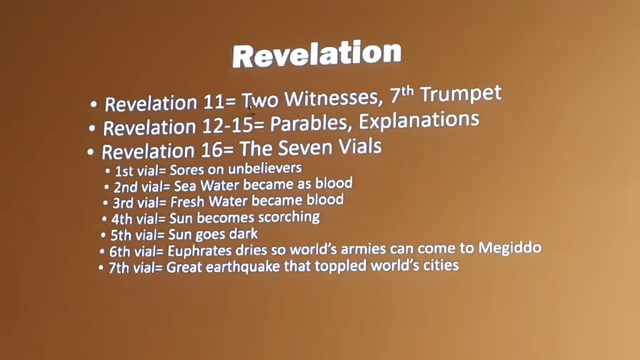 Revelation
• Revelation 11= Two Witnesses, 7th Trumpet
• Revelation 12-15= Parables, Explanations
• Revelation 16= The Seven Vials
• 1st vial= Sores on unbelievers
• 2nd vial= Sea Water became as blood
• 3rd vial= Fresh Water became blood
• 4th vial= Sun becomes scorching
• 5th vial= Sun goes dark
• 6th vial= Euphrates dries so world's armies can come to Megiddo
• 7th vial= Great earthquake that toppled world's cities